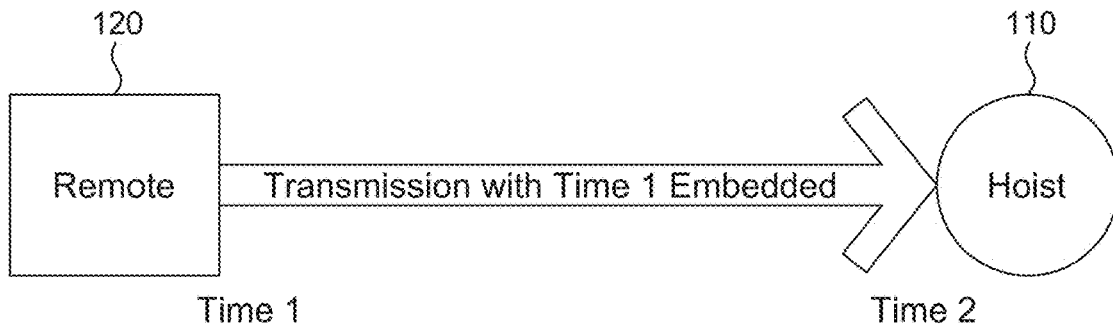 120
110
Remote
Transmission with Time 1 Embedded
Hoist
Time 1
Time 2